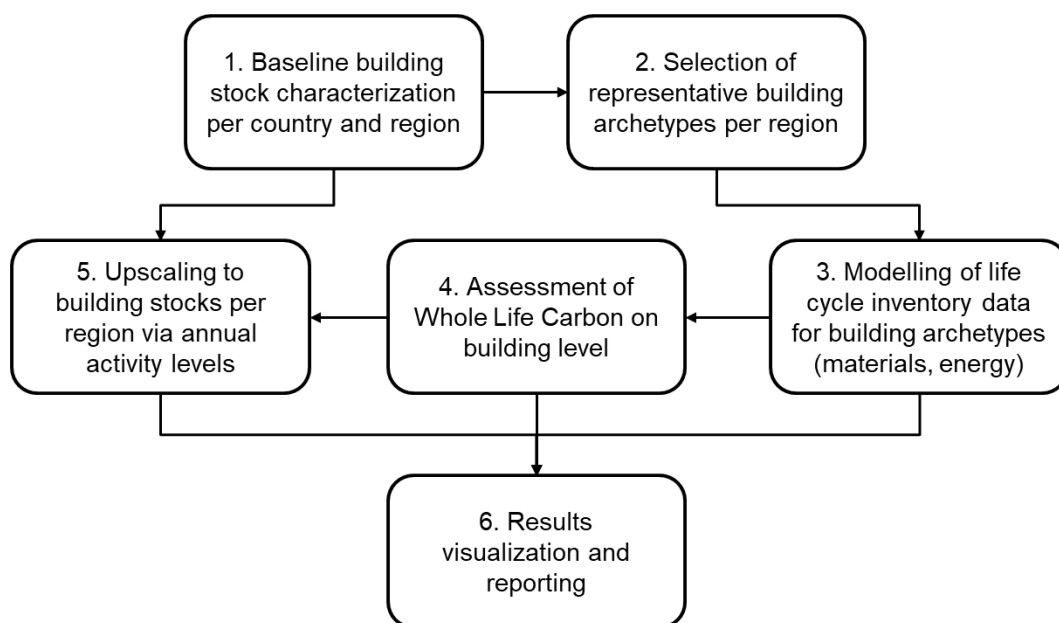 1. Baseline building
stock characterization
per country and region
2. Selection of
representative building
archetypes per region
3. Modelling of life
cycle inventory data
for building archetypes
(materials, energy)
4. Assessment of
Whole Life Carbon on
building level
5. Upscaling to
building stocks per
region via annual
activity levels
6. Results
visualization and
reporting